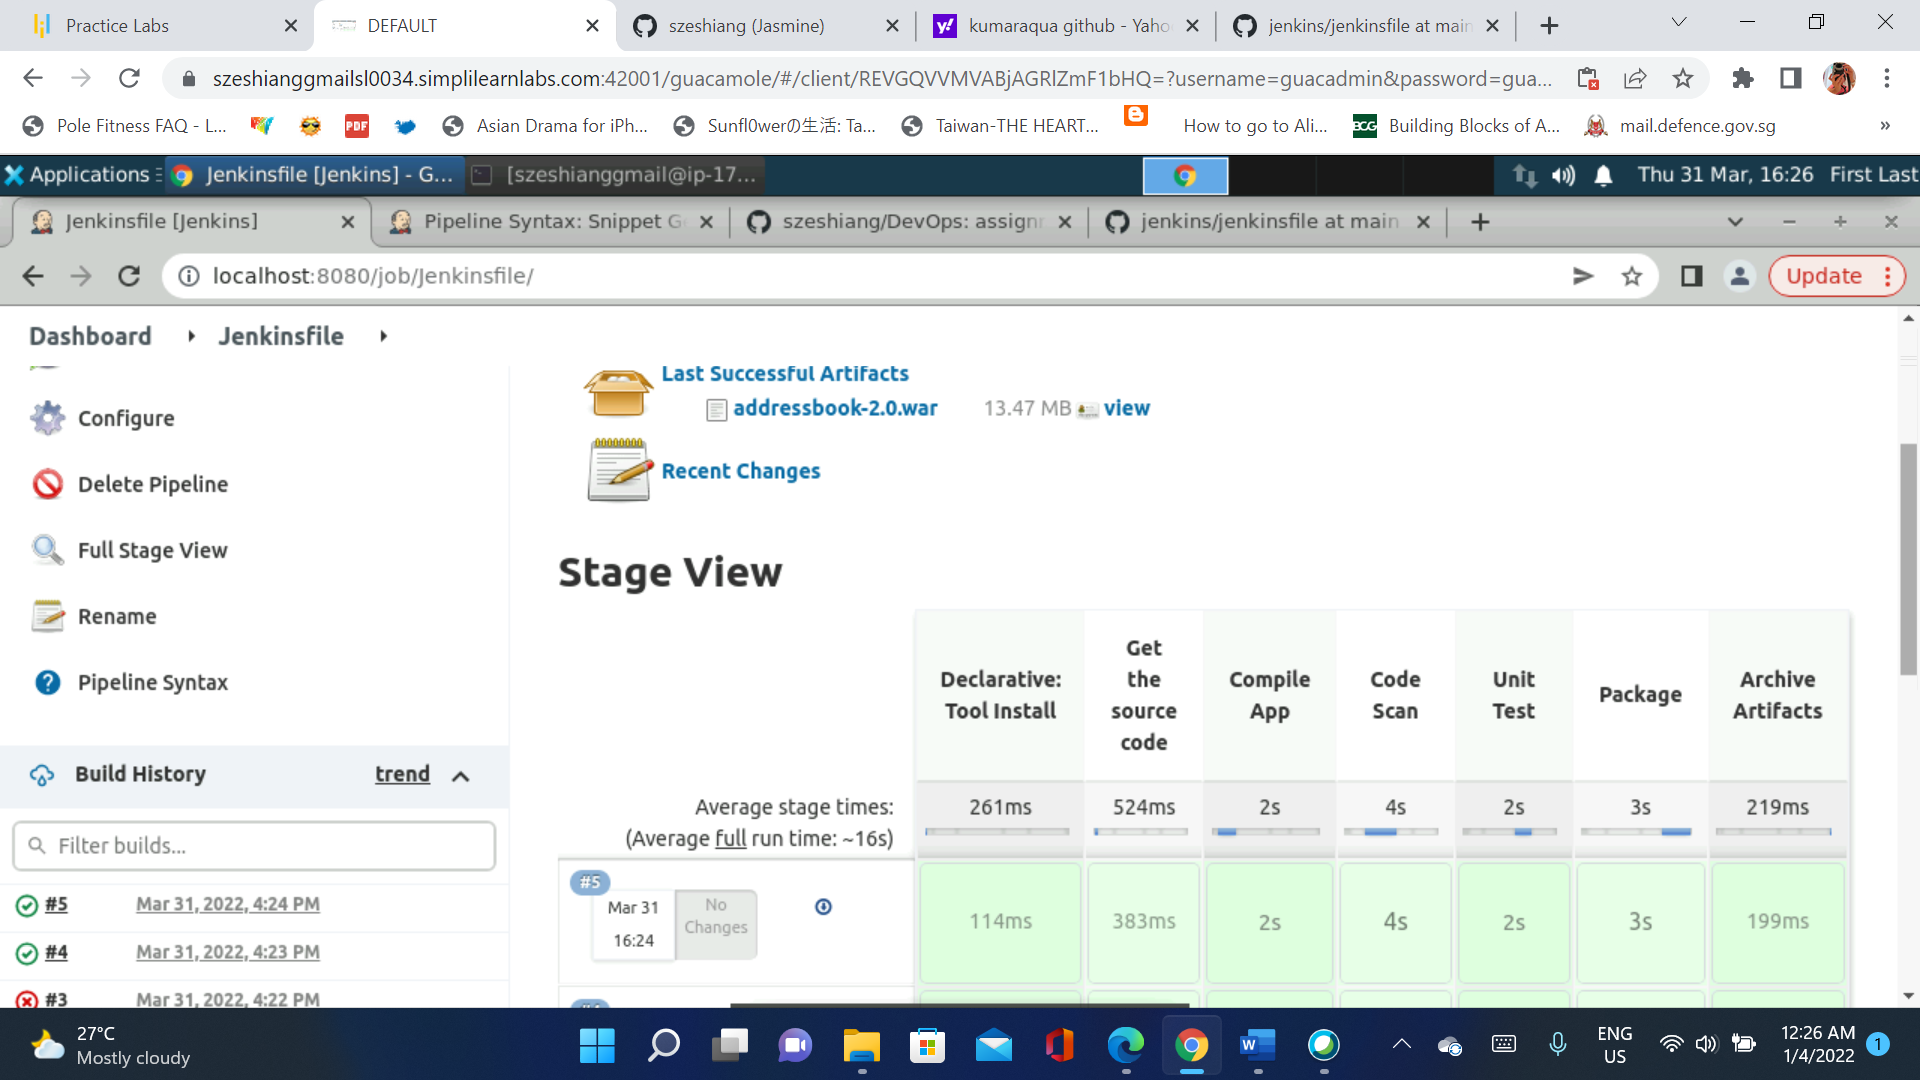 Practice Labs
DEFAULT
szeshiang (Jasmine)
kumaraqua github - Yaho
jenkins/jenkinsfile at main
szeshianggmailsl0034.simplilearnlabs.com:42001/guacamole/#/client/REVGQVVMVABjAGRlZmF1bHQ=?username=guacadmin&password=gua...
Pole Fitness FAQ - L...
PDF
Asian Drama for iPh...
Sunfl0werの生活: Ta...
Taiwan-THE HEART...
How to go to Ali...
BCG
Building Blocks of A...
mail.defence.gov.sg
»
Applications
Jenkinsfile [Jenkins] - G...
[szeshianggmail@ip-17...
Thu 31 Mar, 16:26
First Last
Jenkinsfile [Jenkins]
Pipeline Syntax: Snippet Ge
szeshiang/DevOps: assignm
jenkins/jenkinsfile at main
localhost:8080/job/Jenkinsfile/
Update
Dashboard
Jenkinsfile
Configure
Delete Pipeline
Full Stage View
Rename
Pipeline Syntax
Build History
trend
Filter builds...
#5
Mar 31, 2022, 4:24 PM
#4
Mar 31, 2022, 4:23 PM
#3
Mar 31, 2022, 4:22 PM
Last Successful Artifacts
addressbook-2.0.war
13.47 MB
view
Recent Changes
Stage View
Declarative:
Tool Install
Get
the
source
code
Compile
App
Code
Scan
Unit
Test
Package
Archive
Artifacts
Average stage times:
(Average full run time: ~16s)
261ms
524ms
2s
4s
2s
3s
219ms
#5
Mar 31
16:24
No
Changes
114ms
383ms
2s
4s
2s
3s
199ms
27°C
Mostly cloudy
ENG
US
12:26 AM
1/4/2022
1